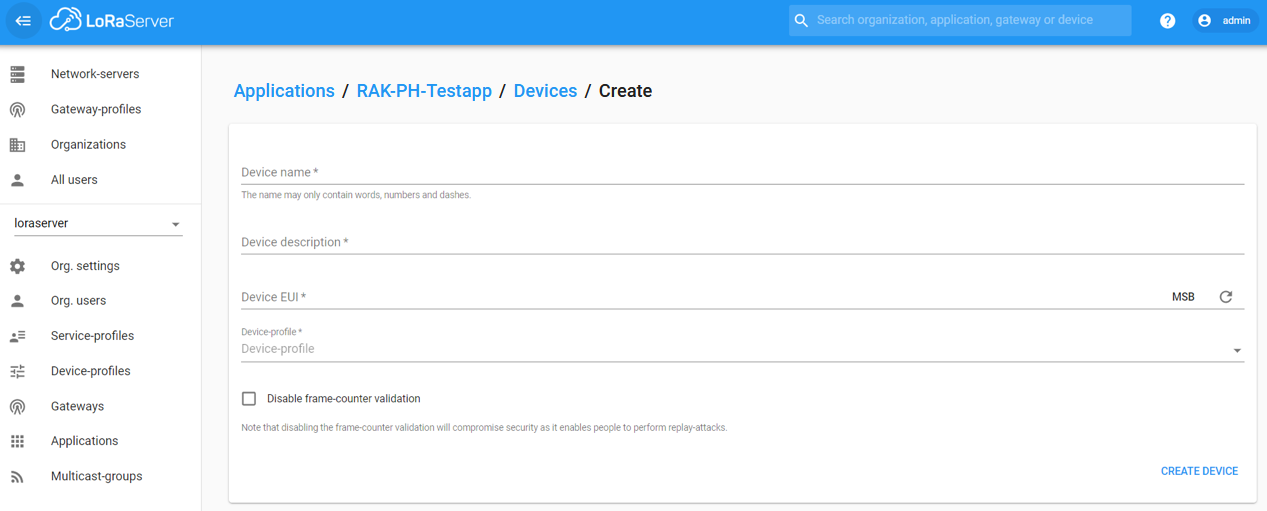 LoRaServer
Search organization, application, gateway or device
? admin
Network-servers
Gateway-profiles
Organizations
All users
loraserver
Org. settings
Org. users
Service-profiles
Device-profiles
Gateways
Applications
Multicast-groups
Applications / RAK-PH-Testapp / Devices / Create
Device name *
The name may only contain words, numbers and dashes.
Device description *
Device EUI * MSB
Device-profile *
Device-profile
Disable frame-counter validation
Note that disabling the frame-counter validation will compromise security as it enables people to perform replay-attacks.
CREATE DEVICE